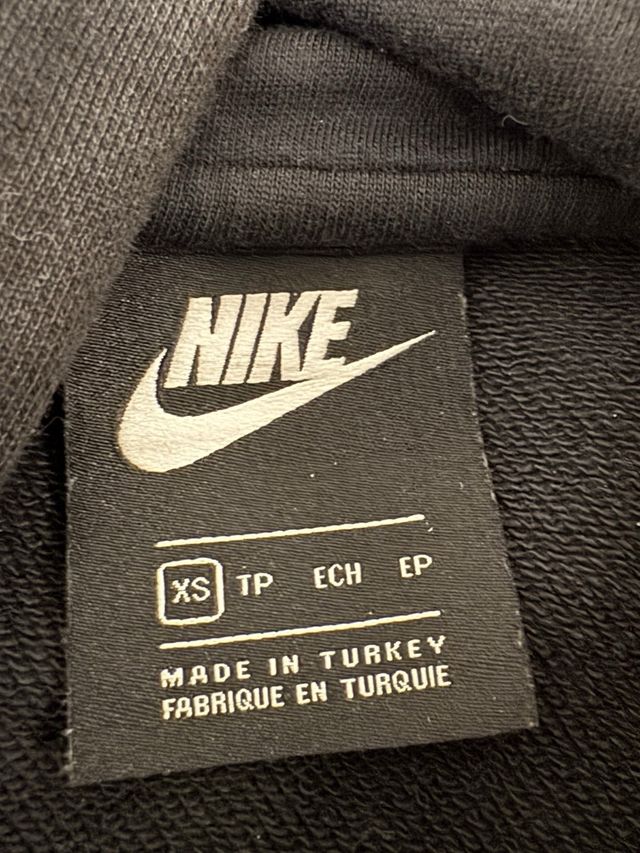 NIKE
XS TP ECH EP
MADE IN TURKEY
FABRIQUE EN TURQUIE